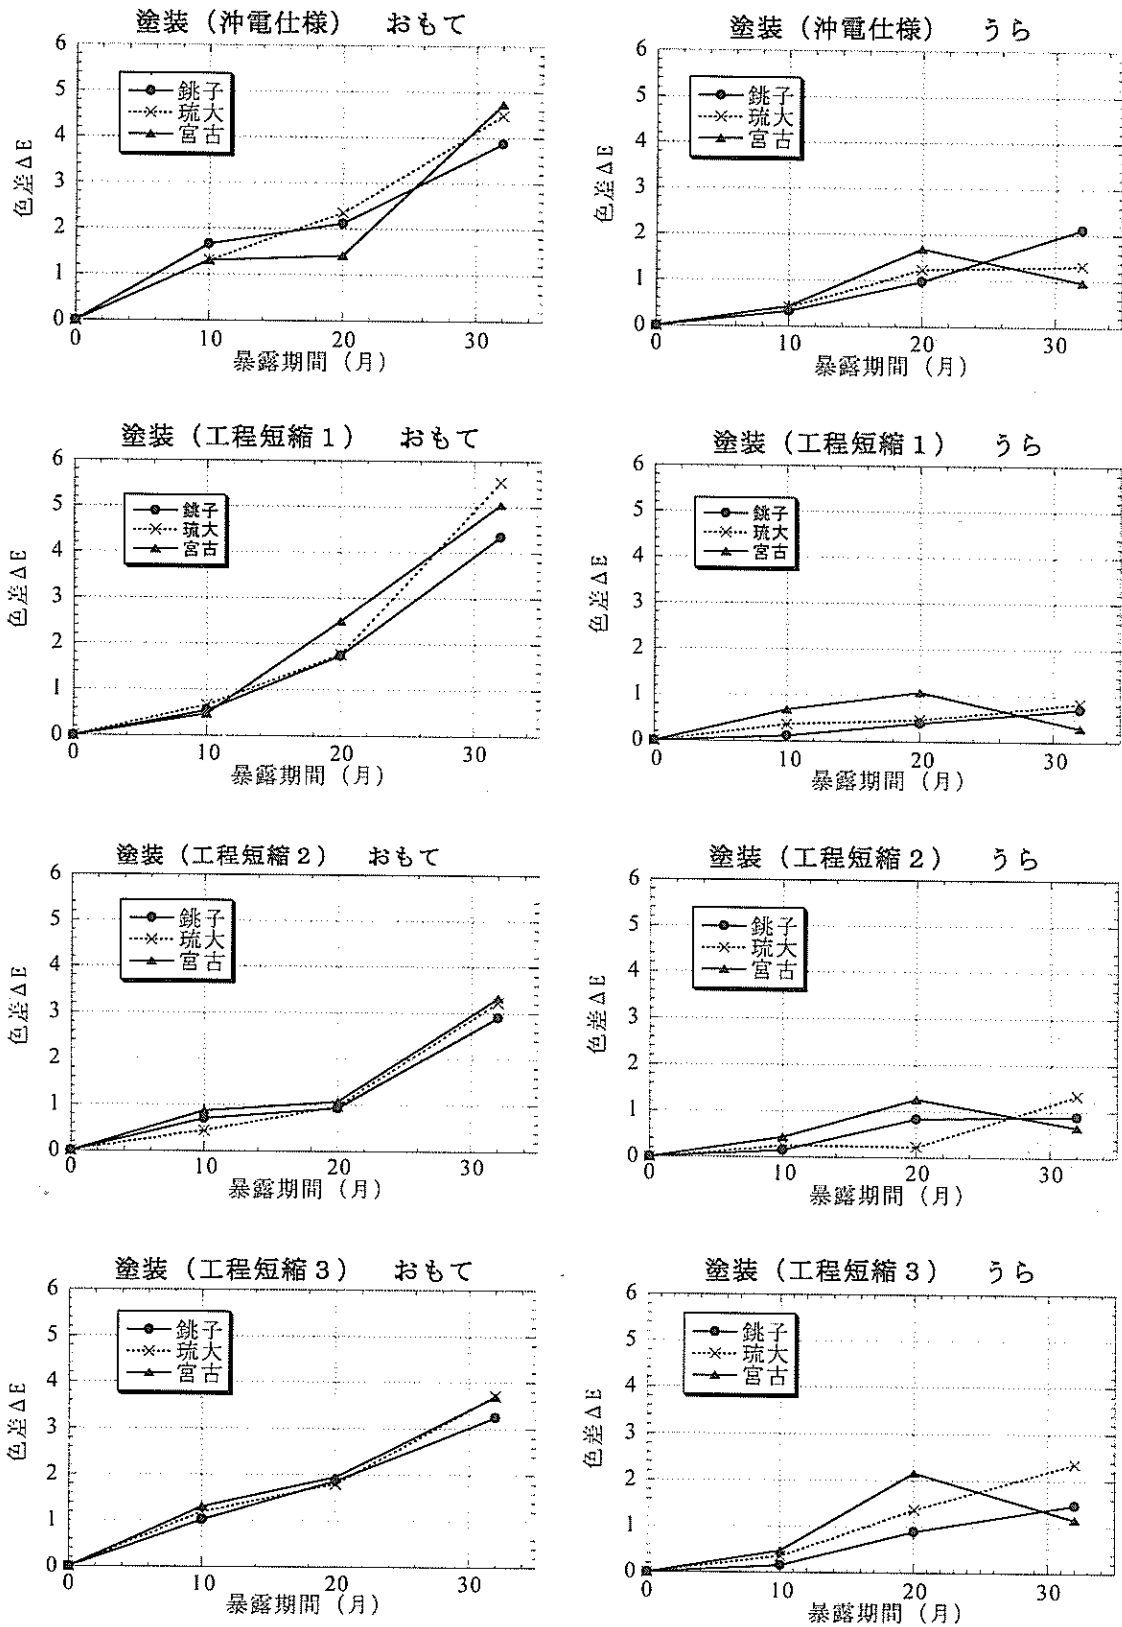 塗装（沖電仕様）　おもて
6
5
4
3
2
1
0
色差ΔE
銚子
琉大
宮古
0 10 20 30
暴露期間（月）
塗装（沖電仕様）　うら
6
5
4
3
2
1
0
色差ΔE
銚子
琉大
宮古
0 10 20 30
暴露期間（月）
塗装（工程短縮１）　おもて
6
5
4
3
2
1
0
色差ΔE
銚子
琉大
宮古
0 10 20 30
暴露期間（月）
塗装（工程短縮１）　うら
6
5
4
3
2
1
0
色差ΔE
銚子
琉大
宮古
0 10 20 30
暴露期間（月）
塗装（工程短縮２）　おもて
6
5
4
3
2
1
0
色差ΔE
銚子
琉大
宮古
0 10 20 30
暴露期間（月）
塗装（工程短縮２）　うら
6
5
4
3
2
1
0
色差ΔE
銚子
琉大
宮古
0 10 20 30
暴露期間（月）
塗装（工程短縮３）　おもて
6
5
4
3
2
1
0
色差ΔE
銚子
琉大
宮古
0 10 20 30
暴露期間（月）
塗装（工程短縮３）　うら
6
5
4
3
2
1
0
色差ΔE
銚子
琉大
宮古
0 10 20 30
暴露期間（月）